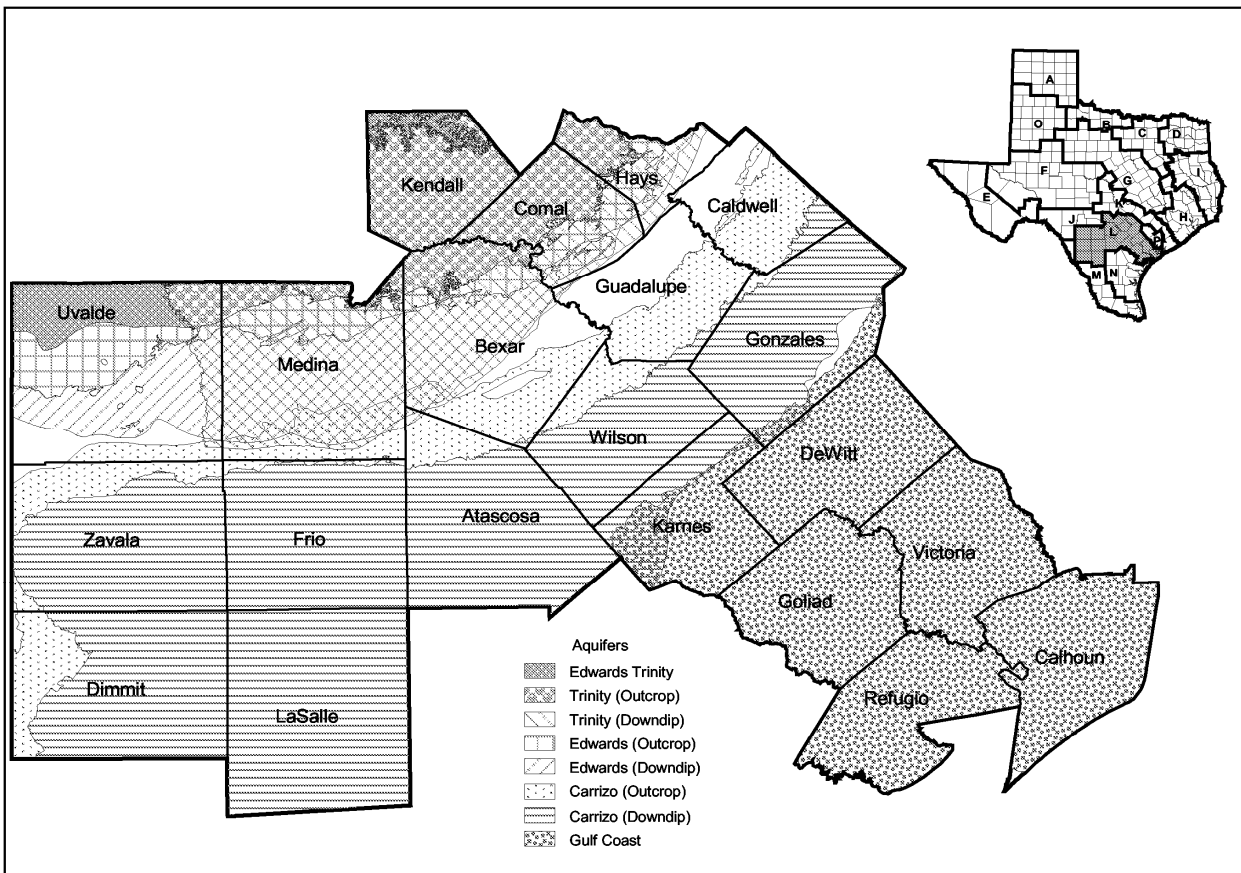 A
O
B
C
D
F
G
I
E
K
H
J
L
P
M
N
Kendall
Hays
Comal
Caldwell
Guadalupe
Uvalde
Gonzales
Bexar
Medina
Wilson
DeWitt
Atascosa
Karnes
Zavala
Frio
Victoria
Goliad
Calhoun
Dimmit
Refugio
LaSalle
Aquifers
Edwards Trinity
Trinity (Outcrop)
Trinity (Downdip)
Edwards (Outcrop)
Edwards (Downdip)
Carrizo (Outcrop)
Carrizo (Downdip)
Gulf Coast